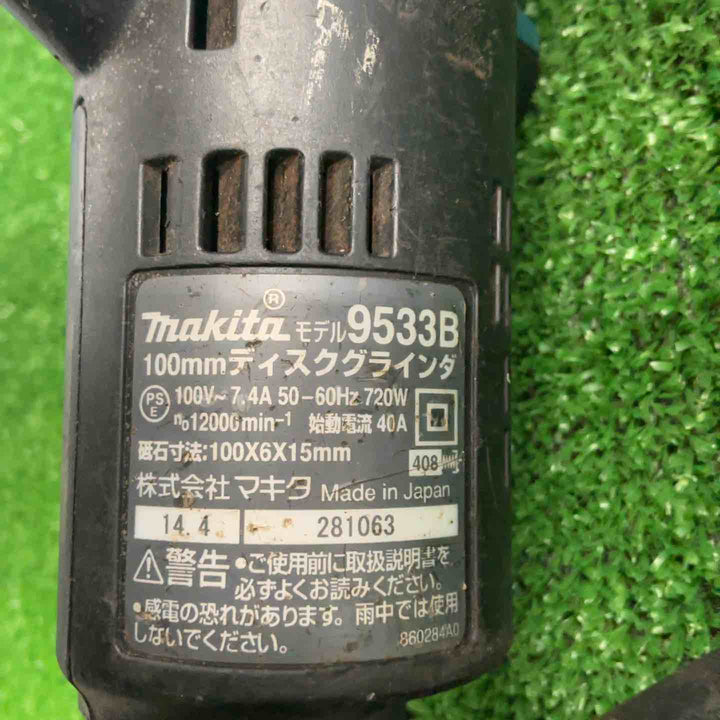 makita® モデル 9533B
100mmディスクグラインダ
PSE 100V~ 7.4A 50-60Hz 720W
n₀12000min⁻¹ 始動電流 40A
砥石寸法:100X6X15mm
408
株式会社 マキタ Made in Japan
14.4 281063
⚠警告 •ご使用前に取扱説明書を
必ずよくお読みください。
•感電の恐れがあります。雨中では使用
しないでください。
860284A0